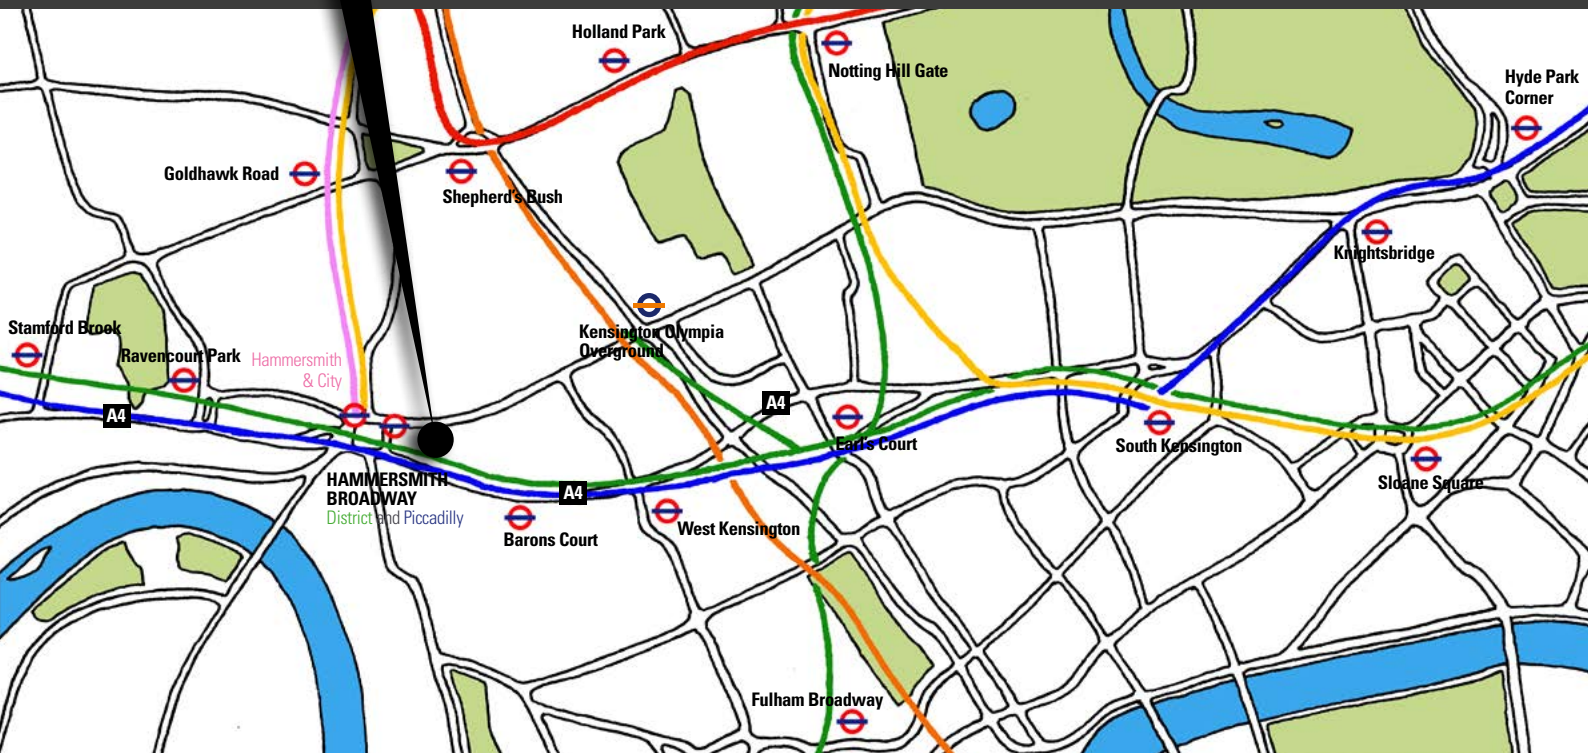 Holland Park
Notting Hill Gate
Hyde Park
Corner
Goldhawk Road
Shepherd's Bush
Knightsbridge
Stamford Brook
Kensington Olympia
Overground
Ravencourt Park
Hammersmith
& City
A4
A4
Earl's Court
South Kensington
HAMMERSMITH
BROADWAY
District and Piccadilly
A4
Sloane Square
West Kensington
Barons Court
Fulham Broadway